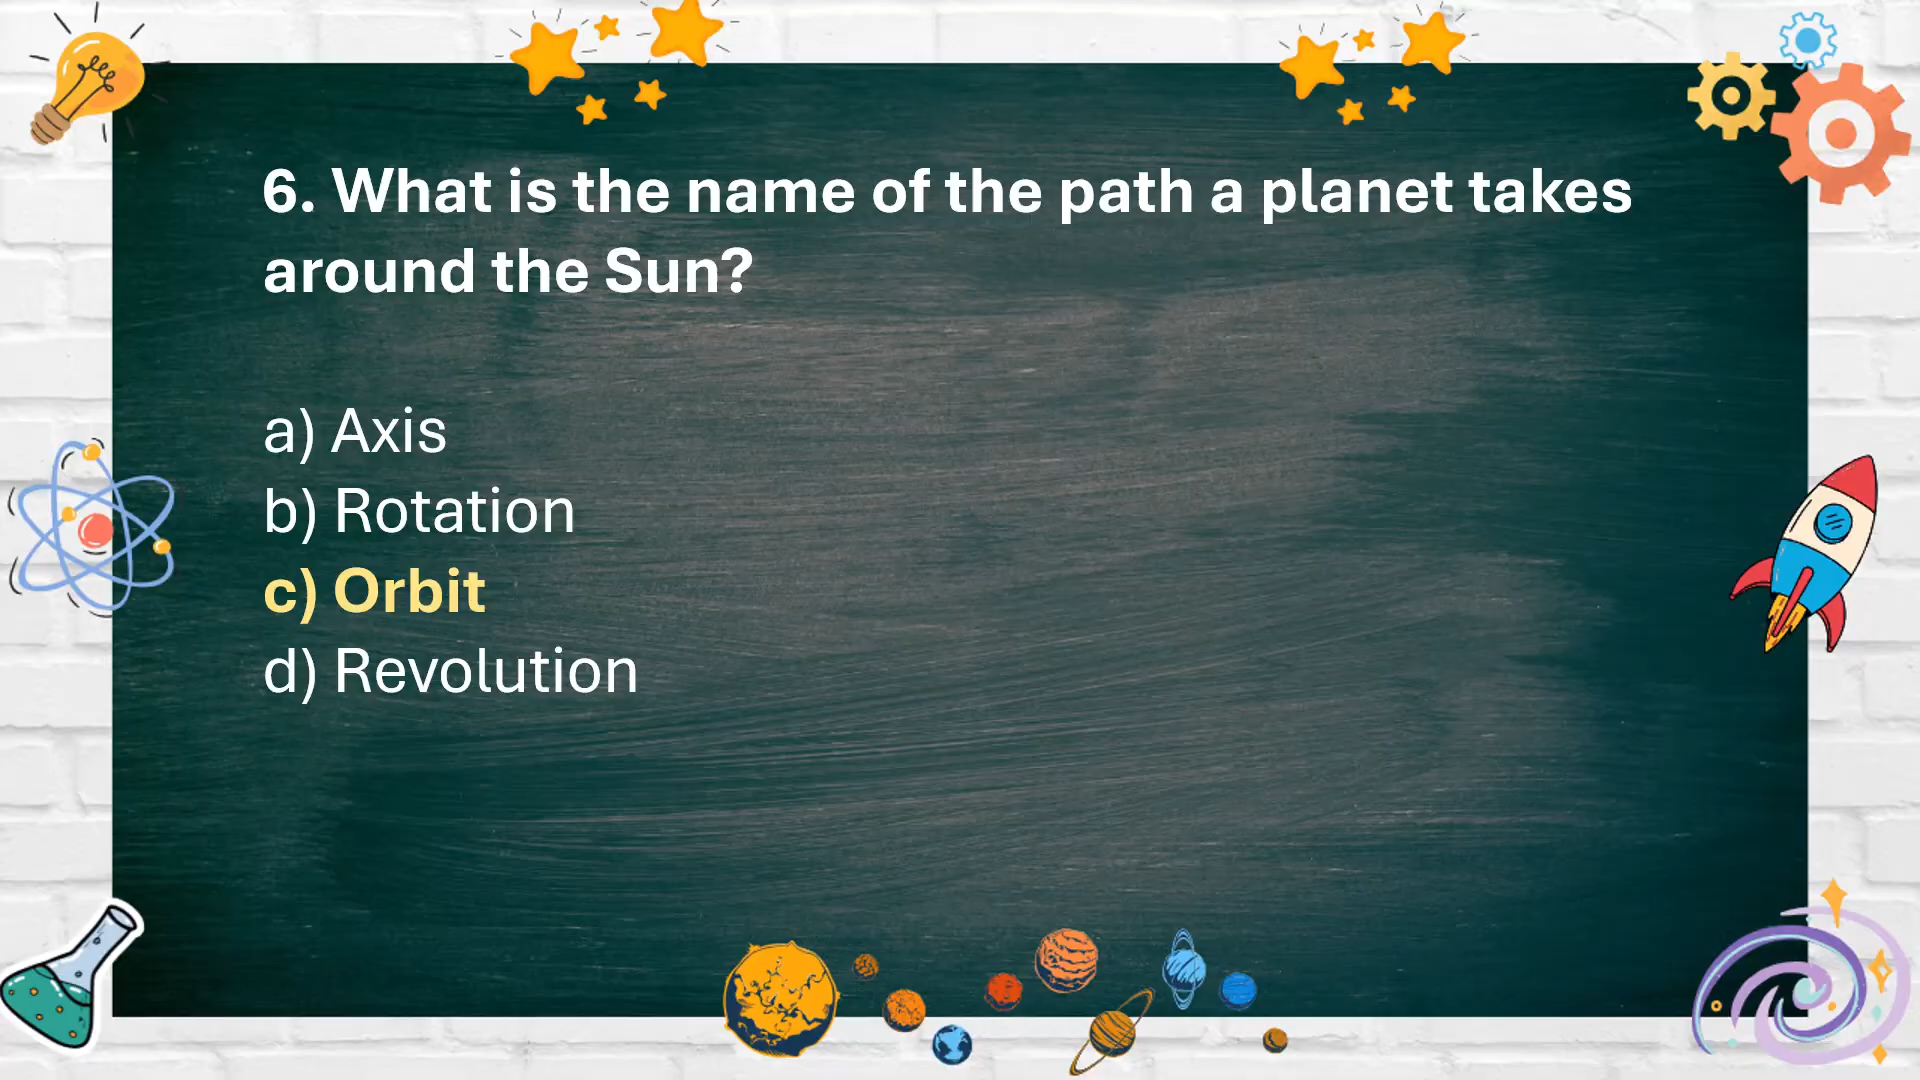 6. What is the name of the path a planet takes
around the Sun?
a) Axis
b) Rotation
c) Orbit
d) Revolution